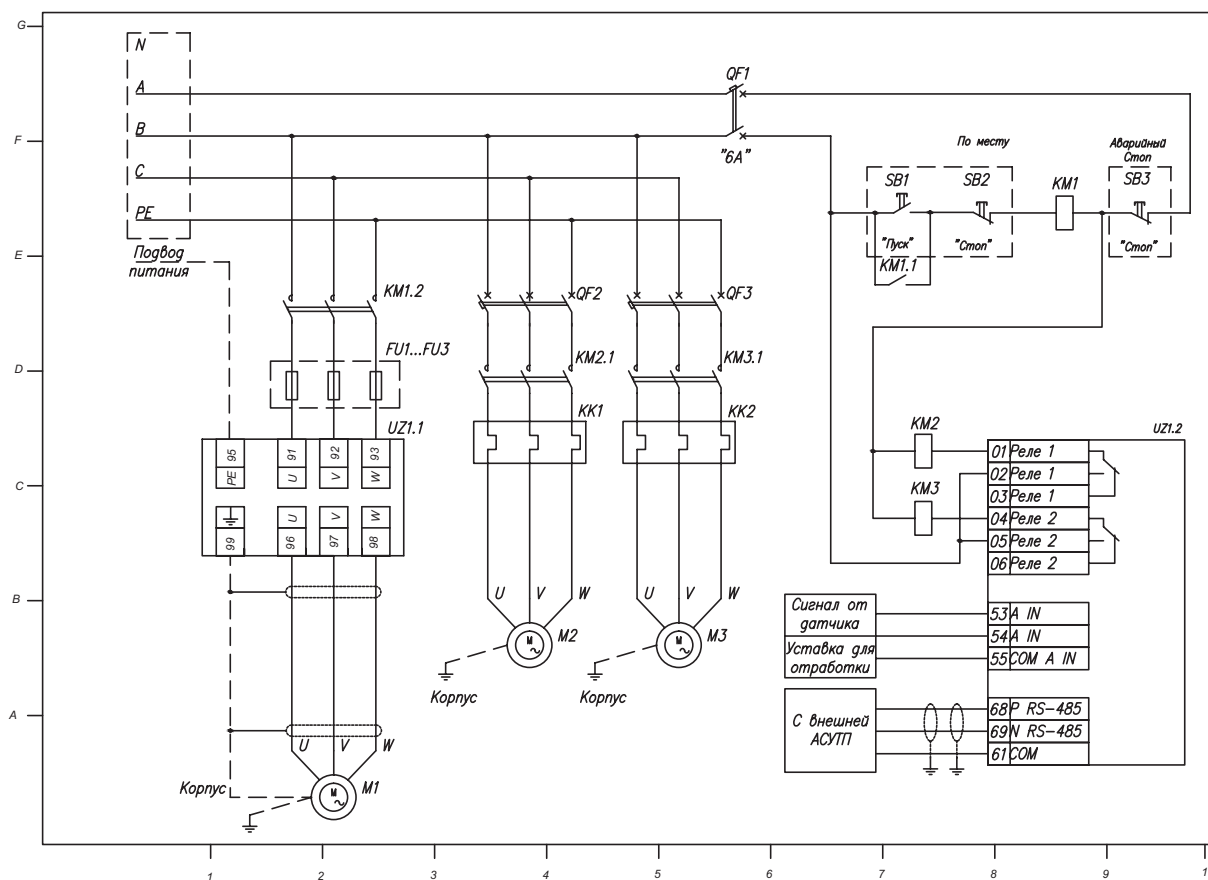 G
N
A
QF1
B
F
"6А"
По месту
Аварийный
Стоп
C
SB1
SB2
KM1
SB3
PE
"Пуск"
"Стоп"
"Стоп"
E
Подвод
питания
KM1.1
KM1.2
QF2
QF3
FU1...FU3
D
KM2.1
KM3.1
KK1
KK2
UZ1.1
KM2
UZ1.2
95
91
92
93
PE
U
V
W
01 Реле 1
02 Реле 1
03 Реле 1
C
KM3
04 Реле 2
05 Реле 2
06 Реле 2
U
V
W
99
96
97
98
B
U
V
W
U
V
W
Сигнал от
датчика
53 A IN
54 A IN
Уставка для
отработки
55 COM A IN
M
M2
M
M3
Корпус
Корпус
A
С внешней
АСУТП
68 P RS-485
69 N RS-485
61 COM
U
V
W
Корпус
M
M1
1
2
3
4
5
6
7
8
9
1